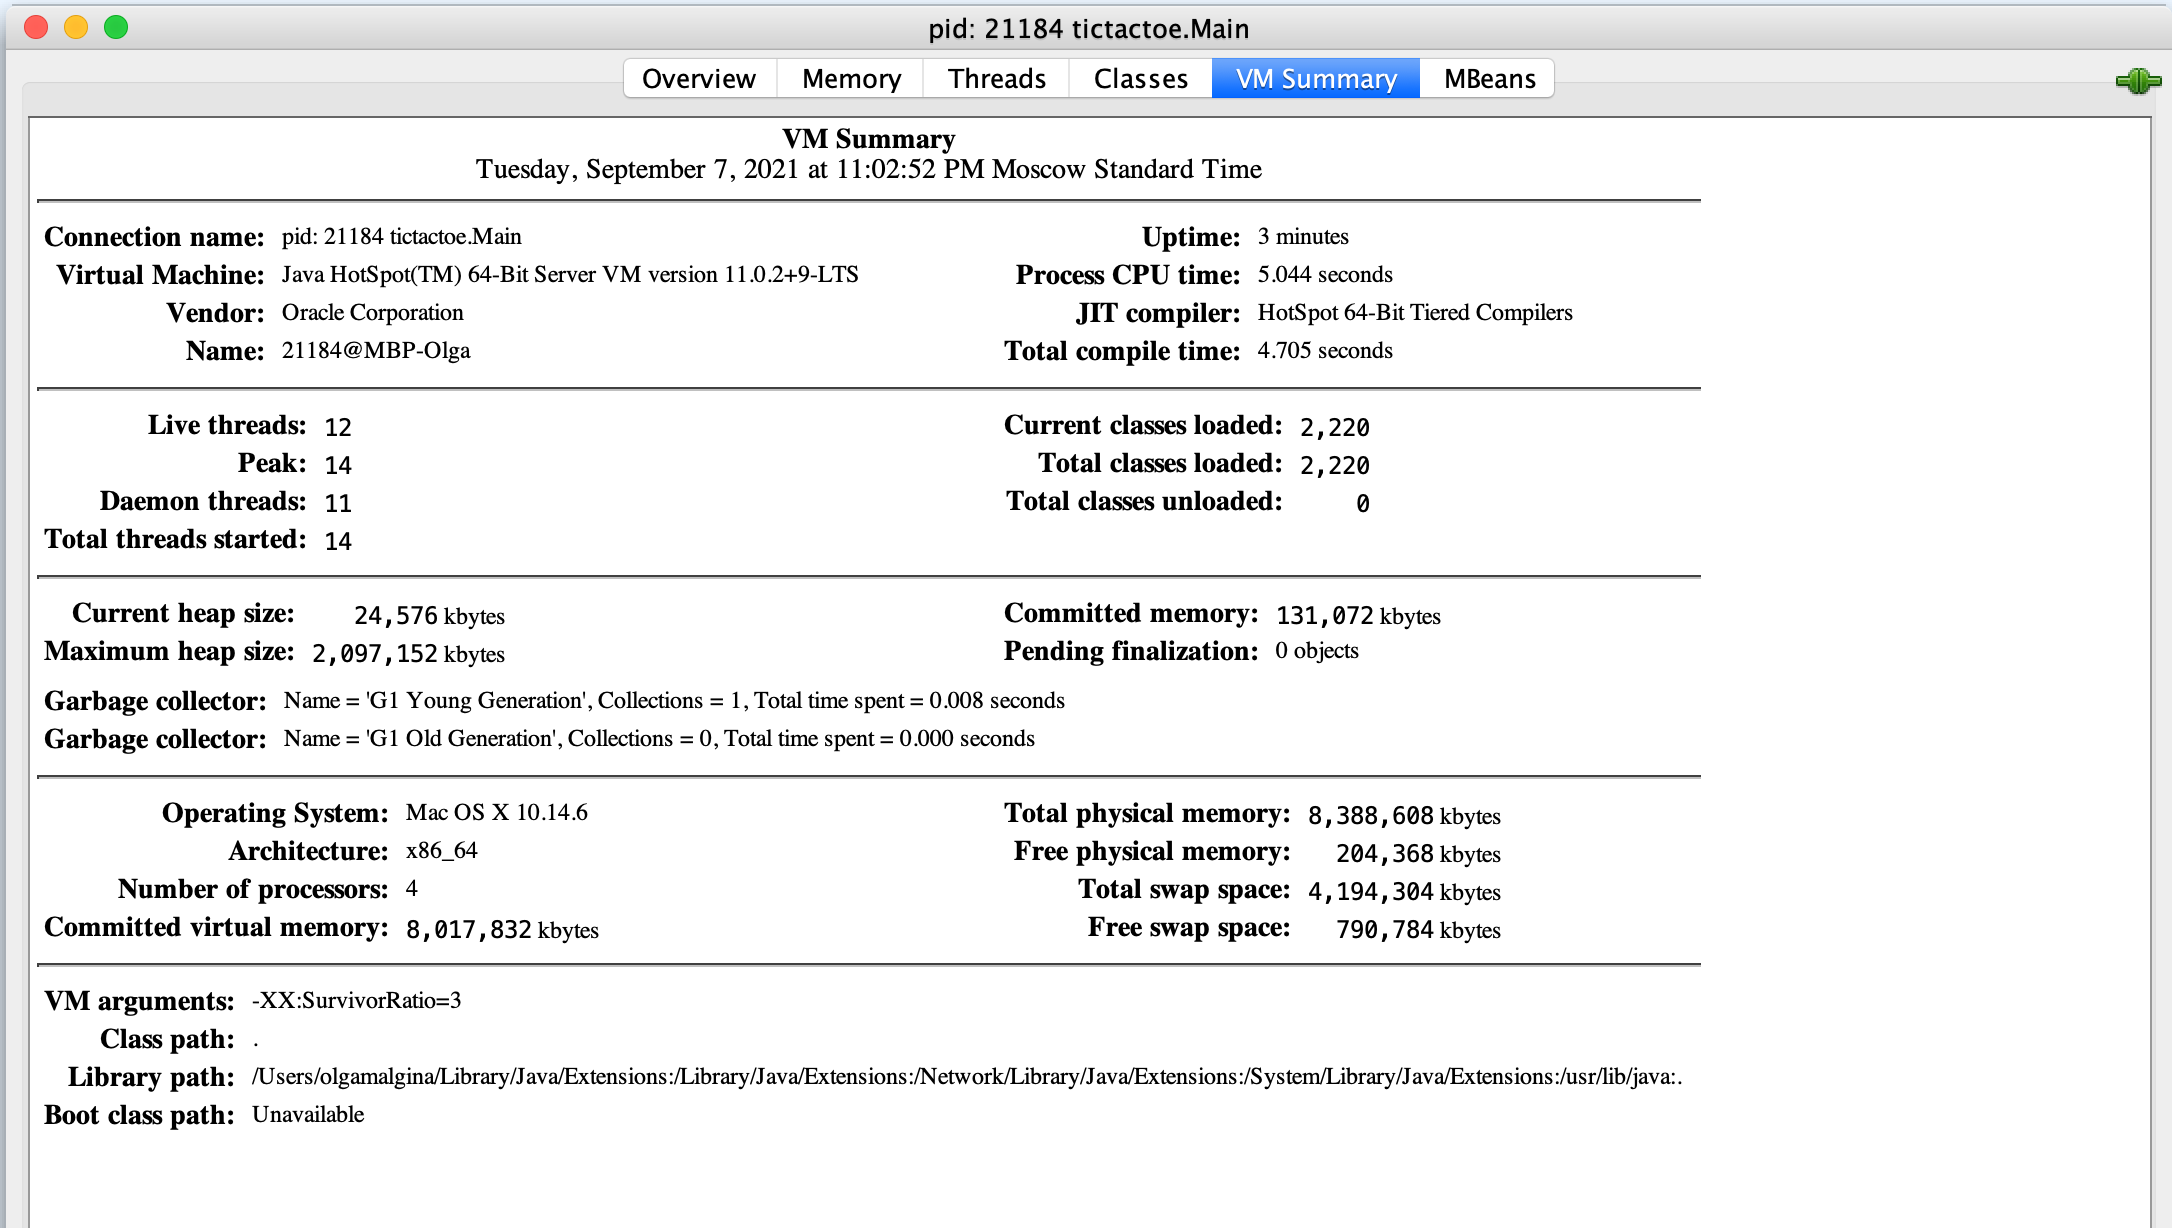 pid: 21184 tictactoe.Main
Overview Memory Threads Classes VM Summary MBeans
VM Summary
Tuesday, September 7, 2021 at 11:02:52 PM Moscow Standard Time
Connection name: pid: 21184 tictactoe.Main
Virtual Machine: Java HotSpot(TM) 64-Bit Server VM version 11.0.2+9-LTS
Vendor: Oracle Corporation
Name: 21184@MBP-Olga
Uptime: 3 minutes
Process CPU time: 5.044 seconds
JIT compiler: HotSpot 64-Bit Tiered Compilers
Total compile time: 4.705 seconds
Live threads: 12
Peak: 14
Daemon threads: 11
Total threads started: 14
Current classes loaded: 2,220
Total classes loaded: 2,220
Total classes unloaded: 0
Current heap size: 24,576 kbytes
Maximum heap size: 2,097,152 kbytes
Committed memory: 131,072 kbytes
Pending finalization: 0 objects
Garbage collector: Name = 'G1 Young Generation', Collections = 1, Total time spent = 0.008 seconds
Garbage collector: Name = 'G1 Old Generation', Collections = 0, Total time spent = 0.000 seconds
Operating System: Mac OS X 10.14.6
Architecture: x86_64
Number of processors: 4
Committed virtual memory: 8,017,832 kbytes
Total physical memory: 8,388,608 kbytes
Free physical memory: 204,368 kbytes
Total swap space: 4,194,304 kbytes
Free swap space: 790,784 kbytes
VM arguments: -XX:SurvivorRatio=3
Class path: .
Library path: /Users/olgamalgina/Library/Java/Extensions:/Library/Java/Extensions:/Network/Library/Java/Extensions:/System/Library/Java/Extensions:/usr/lib/java:.
Boot class path: Unavailable